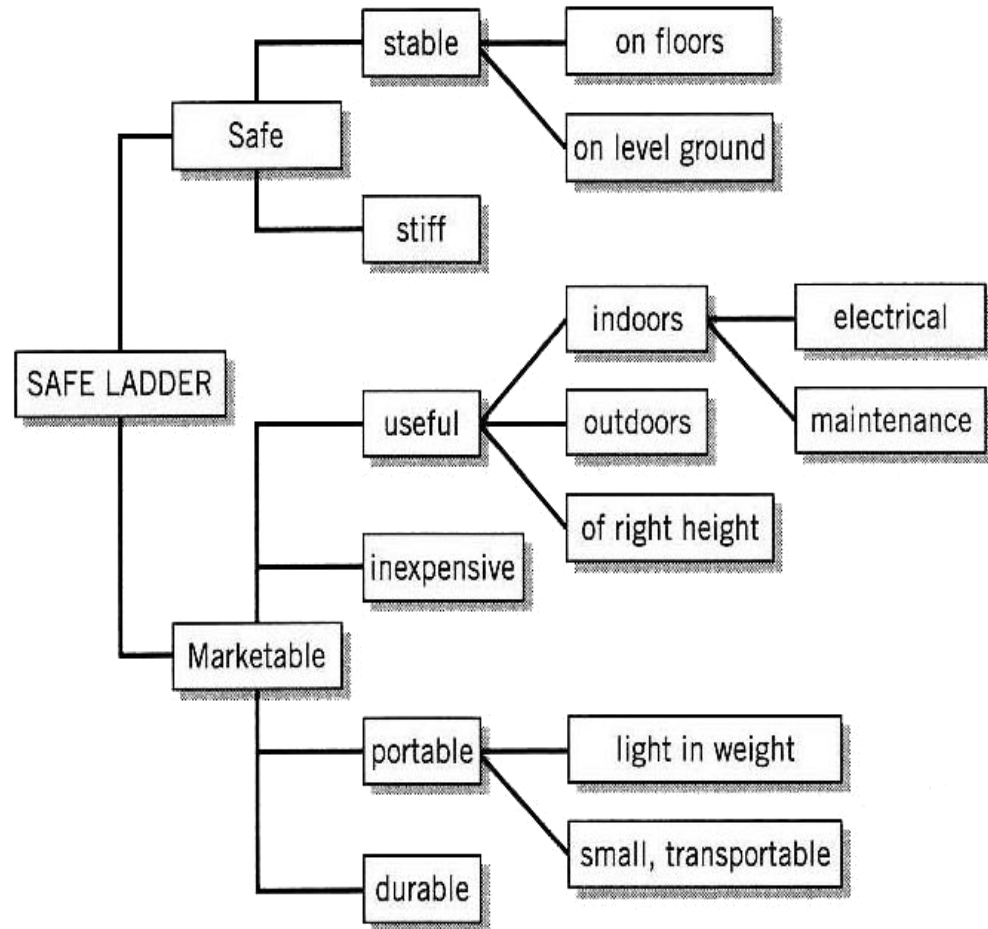 stable
on floors
Safe
on level ground
stiff
indoors
electrical
SAFE LADDER
useful
outdoors
maintenance
of right height
inexpensive
Marketable
portable
light in weight
small, transportable
durable